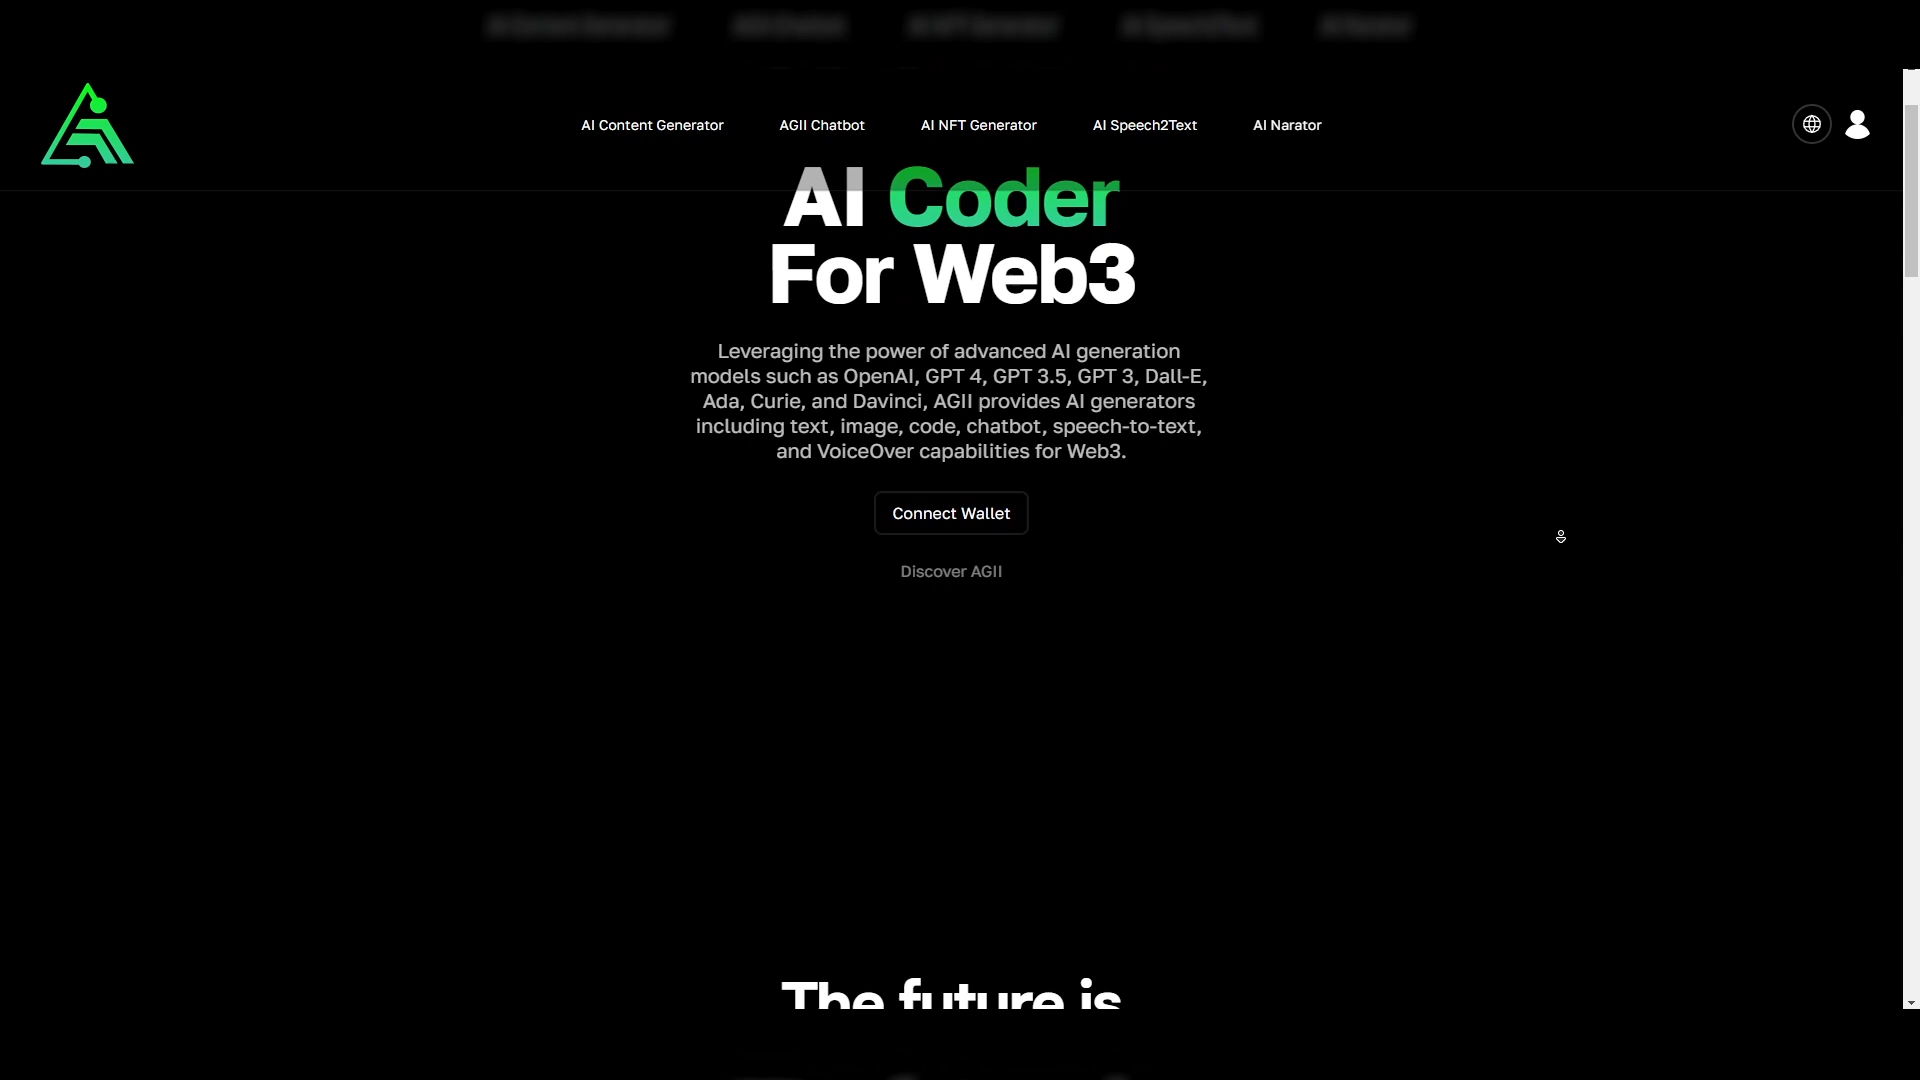 AI Content Generator
AGII Chatbot
AI NFT Generator
AI Speech2Text
AI Narator
AI Coder
For Web3
Leveraging the power of advanced AI generation
models such as OpenAI, GPT 4, GPT 3.5, GPT 3, Dall-E,
Ada, Curie, and Davinci, AGII provides AI generators
including text, image, code, chatbot, speech-to-text,
and VoiceOver capabilities for Web3.
Connect Wallet
Discover AGII
The future is